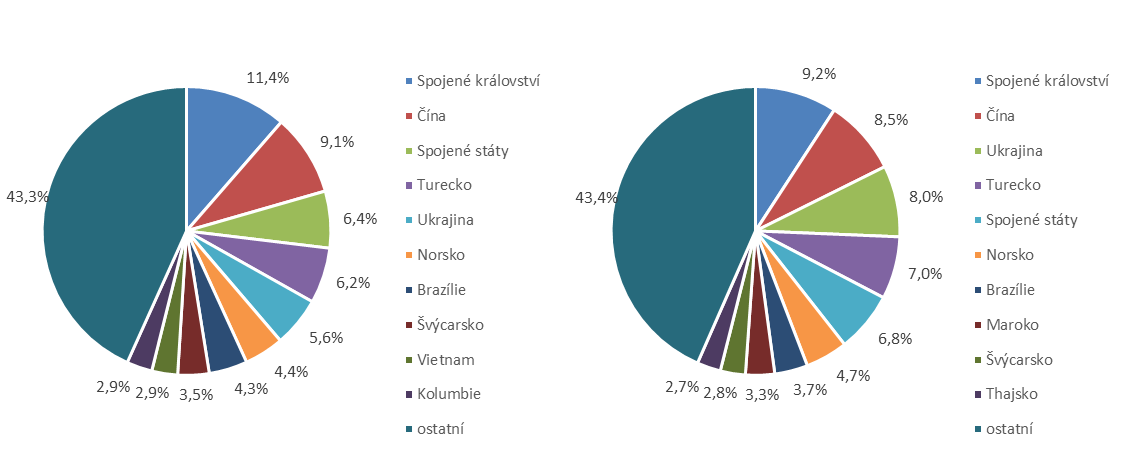 11,4%
9,1%
6,4%
6,2%
5,6%
4,4%
4,3%
3,5%
2,9%
2,9%
43,3%
Spojené království
Čína
Spojené státy
Turecko
Ukrajina
Norsko
Brazílie
Švýcarsko
Vietnam
Kolumbie
ostatní
9,2%
8,5%
8,0%
7,0%
6,8%
4,7%
3,7%
3,3%
2,8%
2,7%
43,4%
Spojené království
Čína
Ukrajina
Turecko
Spojené státy
Norsko
Brazílie
Maroko
Švýcarsko
Thajsko
ostatní